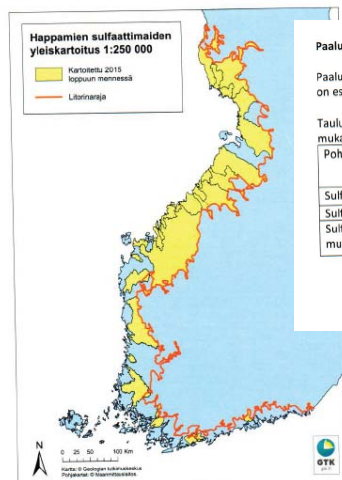 Happamien sulfaattimaiden
yleiskartoitus 1:250 000
Kartoitettu 2015
loppuun mennessä
Litorinaraja
N
0 25 50 100 Km
Kartta: © Geologian tutkimuskeskus
Pohjakartat: © Maanmittauslaitos
GTK
Paalu
Paalu
on es
Taulu
muka
Poh
Sulf
Sulf
Sulf
mu